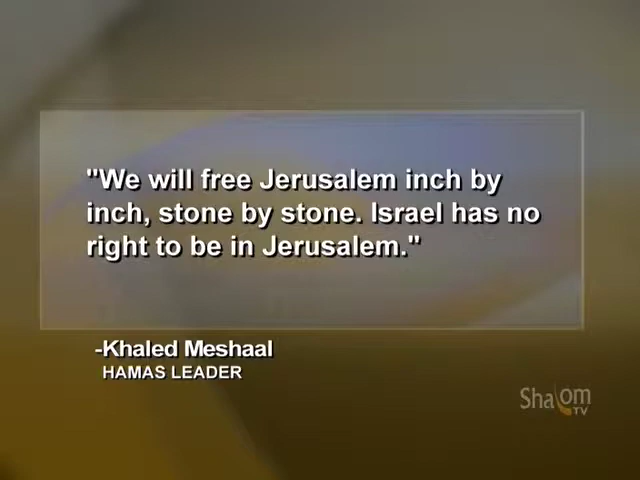 "We will free Jerusalem inch by
inch, stone by stone. Israel has no
right to be in Jerusalem."
-Khaled Meshaal
HAMAS LEADER
Shalom
TV